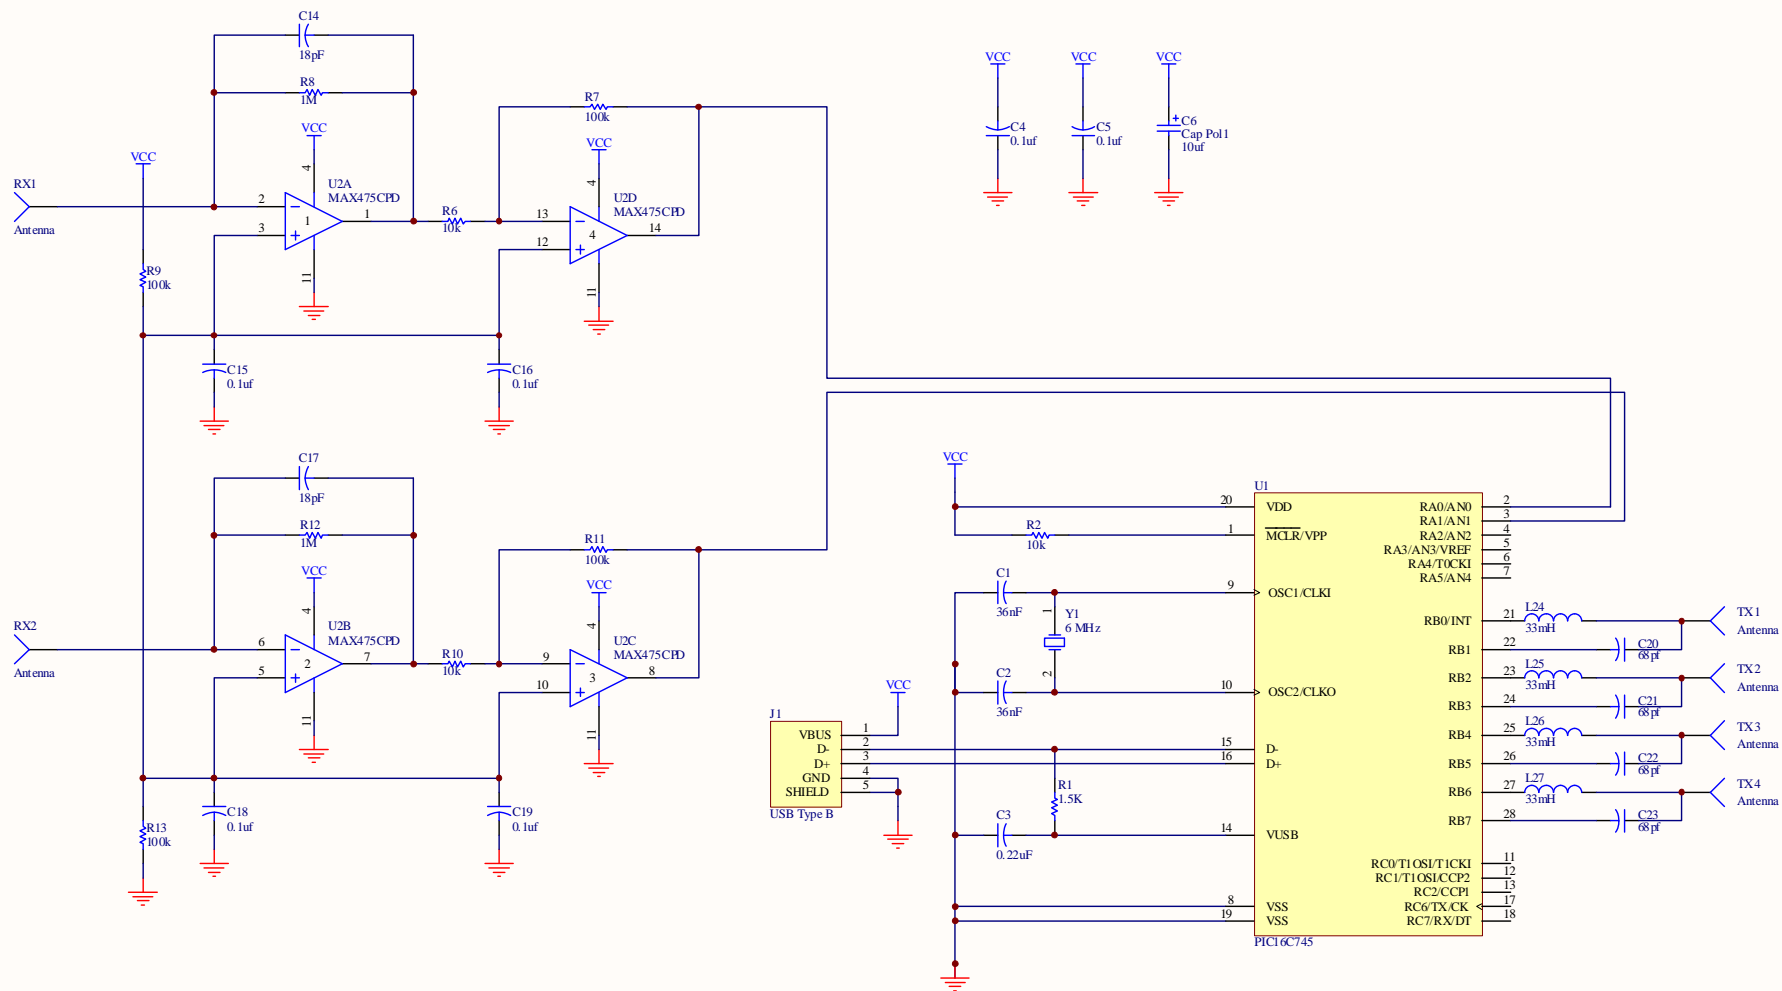 C14
18pF
R8
1M
VCC
4
U2A
MAX475CPD
2
3
1
1
11
VCC
RX1
Antenna
R9
100k
R6
10k
R7
100k
VCC
4
U2D
MAX475CPD
13
12
4
14
11
C15
0.1uf
C16
0.1uf
VCC
C4
0.1uf
VCC
C5
0.1uf
VCC
C6
Cap Pol1
10uf
C17
18pF
R12
1M
VCC
4
U2B
MAX475CPD
6
5
2
7
11
RX2
Antenna
R10
10k
R11
100k
VCC
4
U2C
MAX475CPD
9
10
3
8
11
R13
100k
C18
0.1uf
C19
0.1uf
VCC
R2
10k
C1
36nF
1
Y1
6 MHz
2
C2
36nF
VCC
J1
VBUS 1
D- 2
D+ 3
GND 4
SHIELD 5
USB Type B
R1
1.5K
C3
0.22uF
U1
20 VDD
1 MCLR/VPP
9 OSC1/CLKI
10 OSC2/CLKO
15 D-
16 D+
14 VUSB
8 VSS
19 VSS
RA0/AN0 2
RA1/AN1 3
RA2/AN2 4
RA3/AN3/VREF 5
RA4/T0CKI 6
RA5/AN4 7
RB0/INT 21
RB1 22
RB2 23
RB3 24
RB4 25
RB5 26
RB6 27
RB7 28
RC0/T1OSI/T1CKI 11
RC1/T1OSI/CCP2 12
RC2/CCP1 13
RC6/TX/CK 17
RC7/RX/DT 18
PIC16C745
L24
33mH
C20
68pf
TX1
Antenna
L25
33mH
C21
68pf
TX2
Antenna
L26
33mH
C22
68pf
TX3
Antenna
L27
33mH
C23
68pf
TX4
Antenna